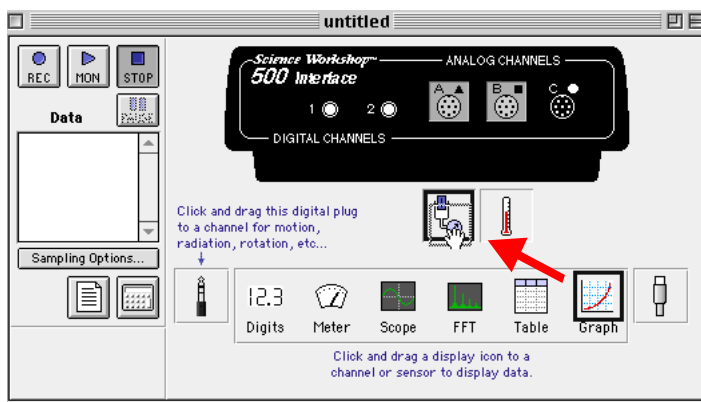 untitled
REC
MON
STOP
PAUSE
Data
Sampling Options...
Science Workshop™
500 Interface
ANALOG CHANNELS
A
B
C
1
2
DIGITAL CHANNELS
Click and drag this digital plug
to a channel for motion,
radiation, rotation, etc...
12.3
Digits
Meter
Scope
FFT
Table
Graph
Click and drag a display icon to a
channel or sensor to display data.